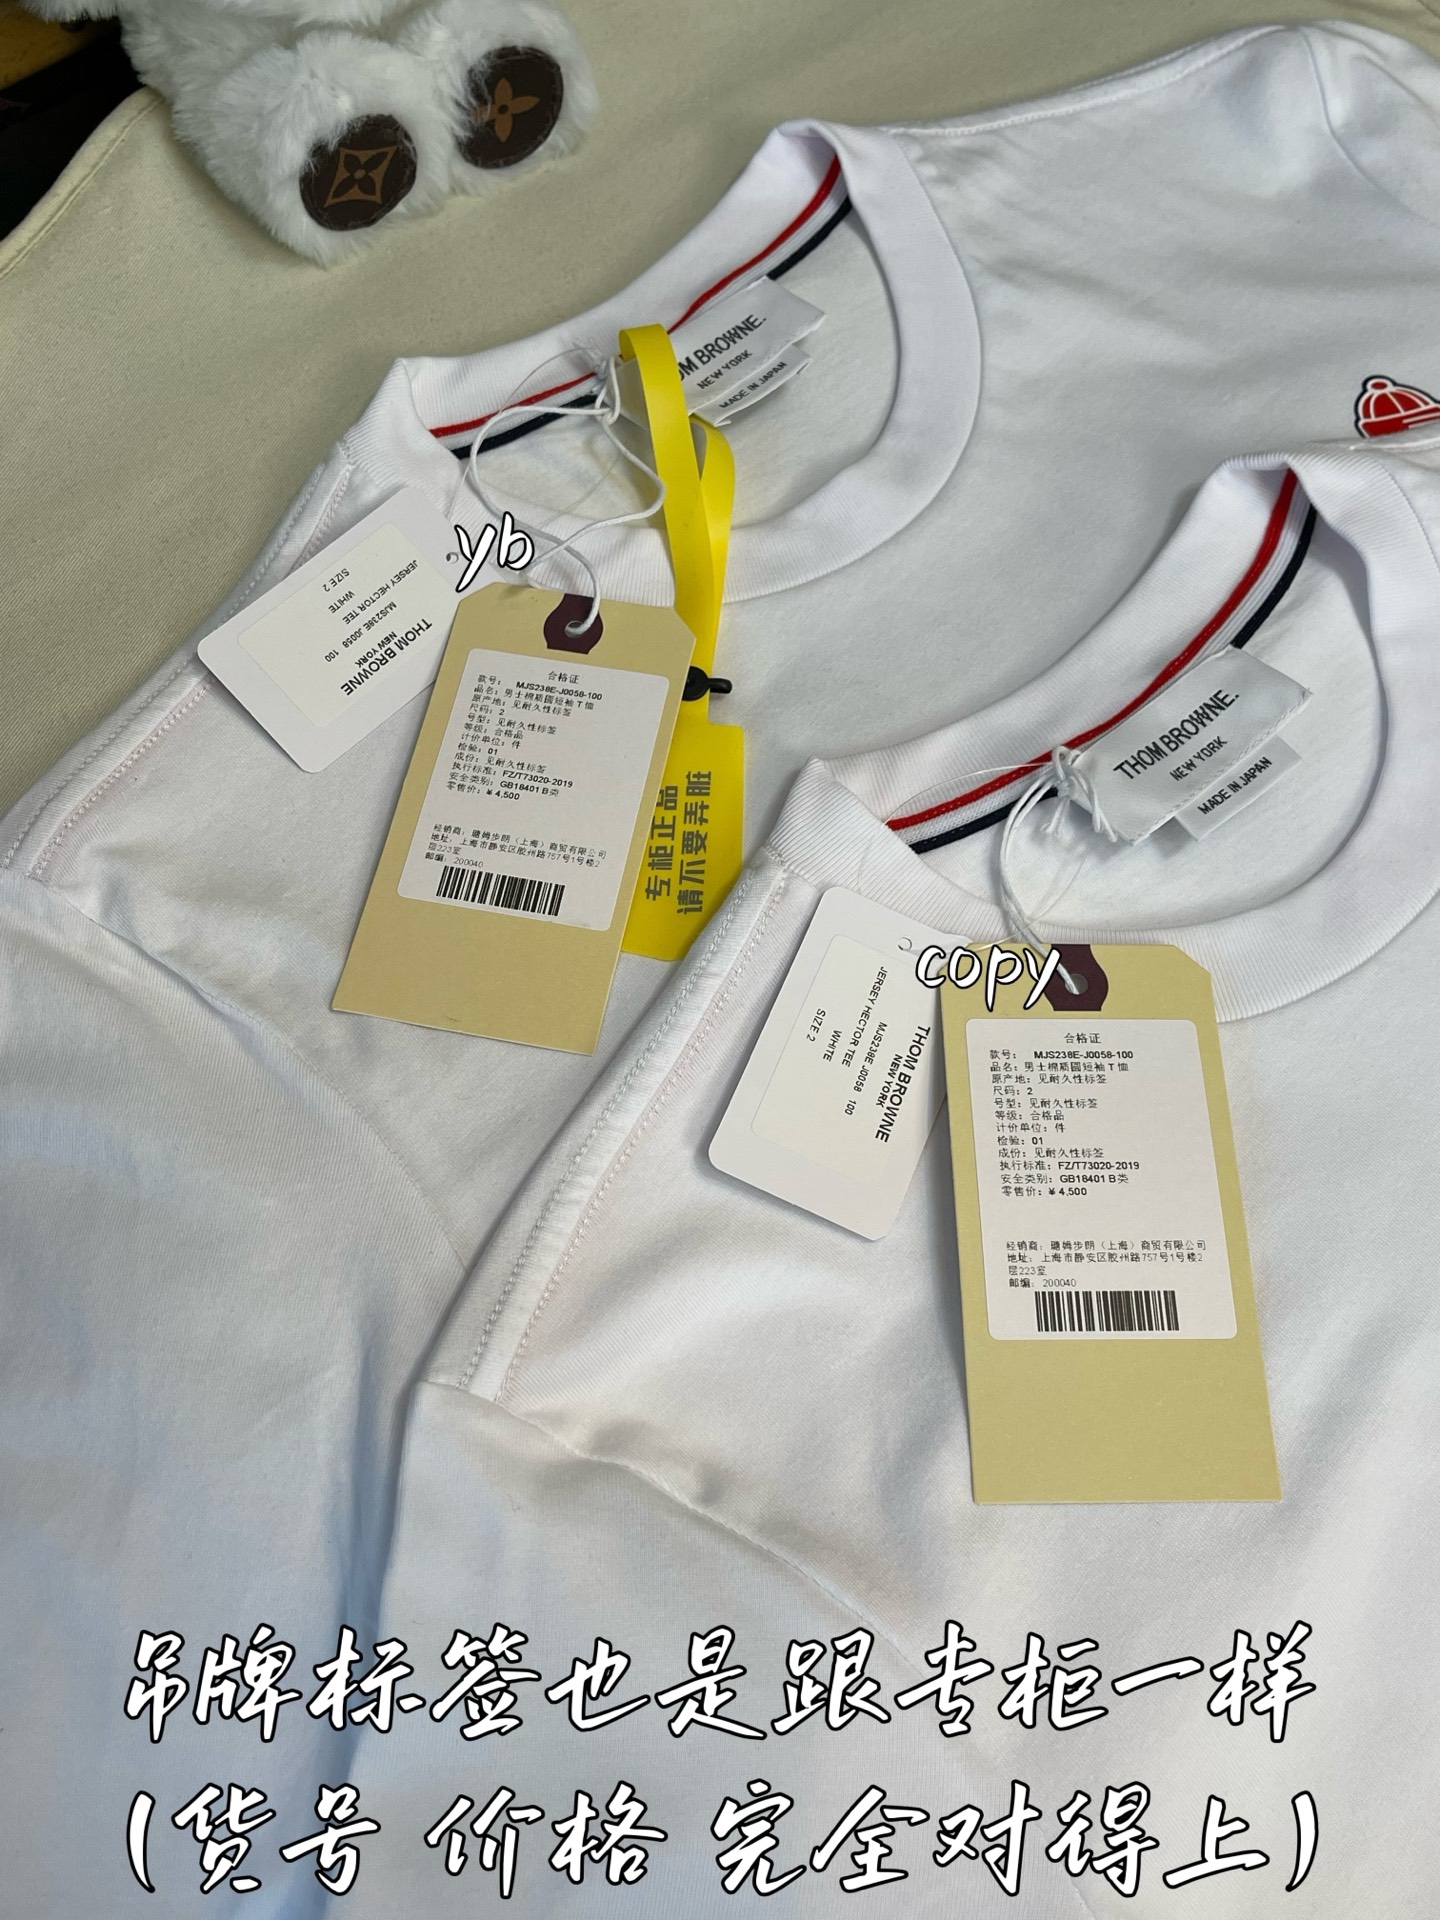 THOM BROWNE.
NEW YORK
MADE IN JAPAN
yb
THOM BROWNE
NEW YORK
MJS238E J0058 100
JERSEY HECTOR TEE
WHITE
SIZE 2
合格证
款号: MJS238E-J0058-100
品名: 男士棉质圆短袖T恤
原产地: 见耐久性标签
尺码: 2
号型: 见耐久性标签
等级: 合格品
计价单位: 件
检验: 01
成份: 见耐久性标签
执行标准: FZ/T73020-2019
安全类别: GB18401 B类
零售价: ¥4,500
经销商: 珊姆步朗(上海)商贸有限公司
地址: 上海市静安区胶州路757号1号楼2
层223室
邮编: 200040
专柜正品
请不要弄脏
THOM BROWNE.
NEW YORK
MADE IN JAPAN
copy
THOM BROWNE
NEW YORK
MJS238E J0058 100
JERSEY HECTOR TEE
WHITE
SIZE 2
合格证
款号: MJS238E-J0058-100
品名: 男士棉质圆短袖T恤
原产地: 见耐久性标签
尺码: 2
号型: 见耐久性标签
等级: 合格品
计价单位: 件
检验: 01
成份: 见耐久性标签
执行标准: FZ/T73020-2019
安全类别: GB18401 B类
零售价: ¥4,500
经销商: 珊姆步朗(上海)商贸有限公司
地址: 上海市静安区胶州路757号1号楼2
层223室
邮编: 200040
吊牌标签也是跟专柜一样
(货号 价格 完全对得上)